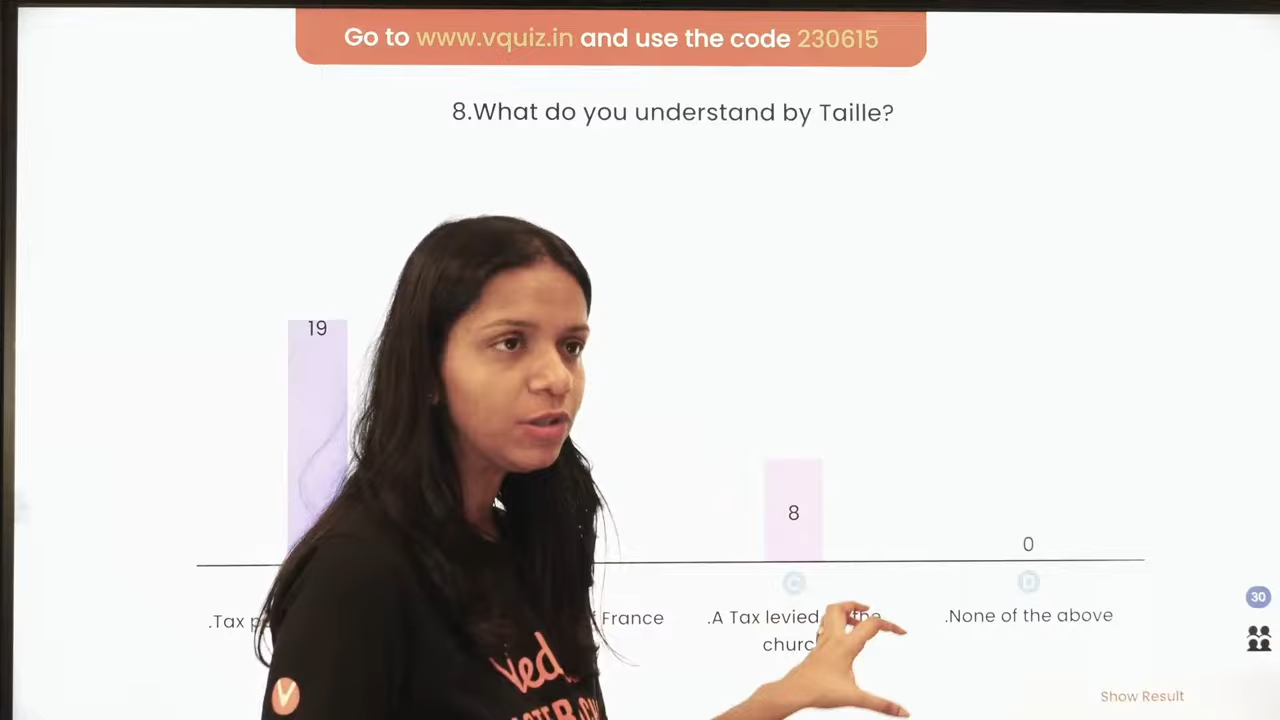 Go to www.vquiz.in and use the code 230615
8.What do you understand by Taille?
19
8
0
C
D
.Tax
France
.A Tax levied the
.None of the above
30
Show Result
V